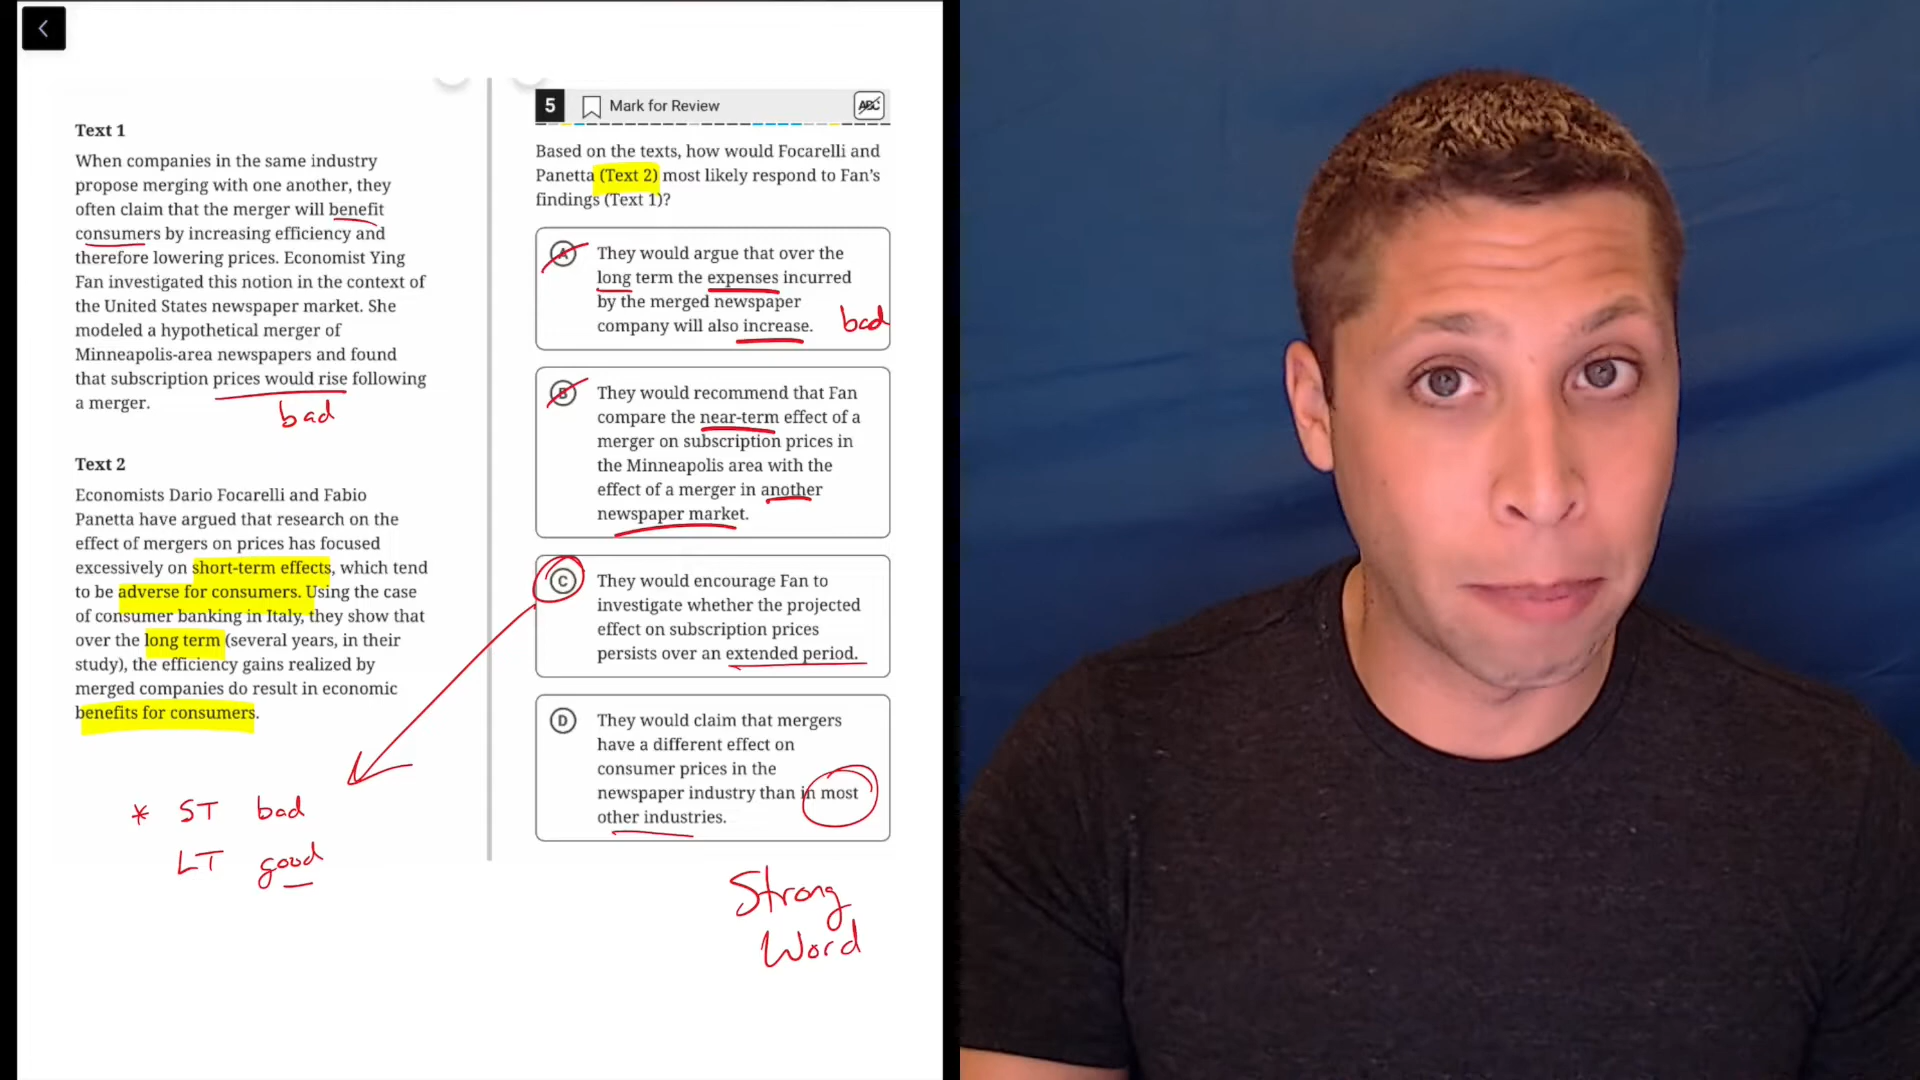 Text 1
When companies in the same industry
propose merging with one another, they
often claim that the merger will benefit
consumers by increasing efficiency and
therefore lowering prices. Economist Ying
Fan investigated this notion in the context of
the United States newspaper market. She
modeled a hypothetical merger of
Minneapolis-area newspapers and found
that subscription prices would rise following
a merger.
bad
Text 2
Economists Dario Focarelli and Fabio
Panetta have argued that research on the
effect of mergers on prices has focused
excessively on short-term effects, which tend
to be adverse for consumers. Using the case
of consumer banking in Italy, they show that
over the long term (several years, in their
study), the efficiency gains realized by
merged companies do result in economic
benefits for consumers.
* ST bad
LT good
5 Mark for Review ABC
Based on the texts, how would Focarelli and
Panetta (Text 2) most likely respond to Fan's
findings (Text 1)?
A They would argue that over the
long term the expenses incurred
by the merged newspaper
company will also increase.
bad
B They would recommend that Fan
compare the near-term effect of a
merger on subscription prices in
the Minneapolis area with the
effect of a merger in another
newspaper market.
C They would encourage Fan to
investigate whether the projected
effect on subscription prices
persists over an extended period.
D They would claim that mergers
have a different effect on
consumer prices in the
newspaper industry than in most
other industries.
Strong
Word